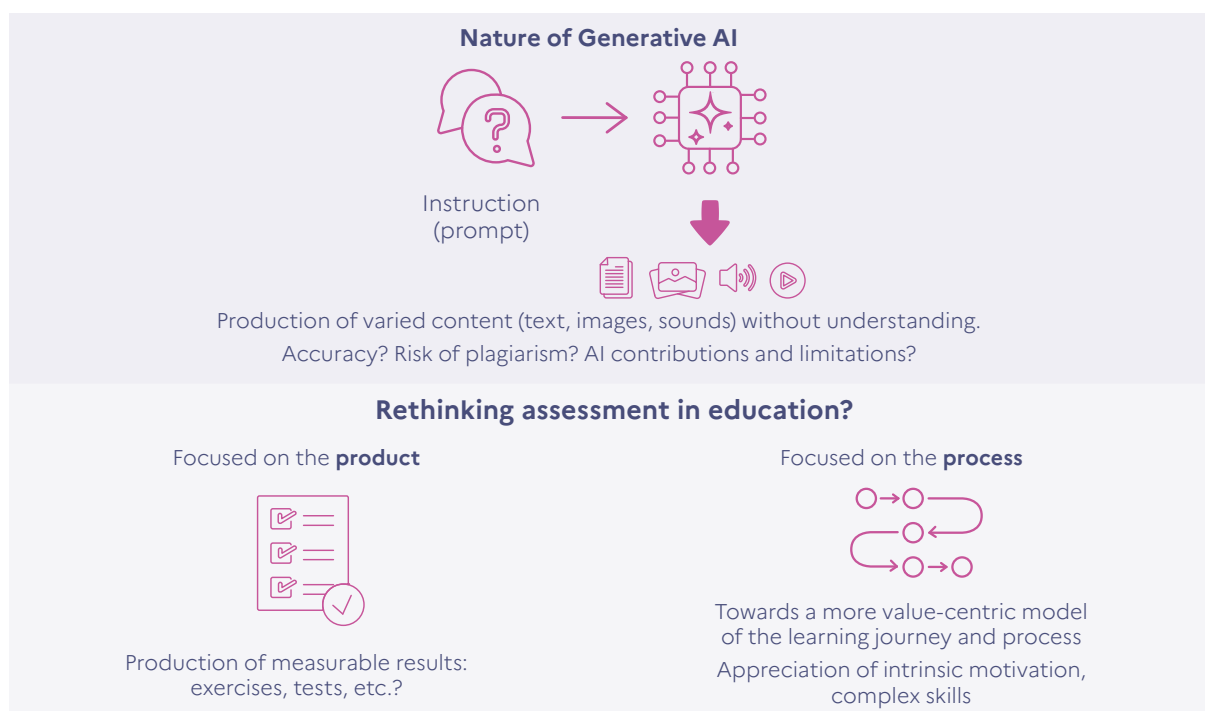 Nature of Generative AI
?
Instruction
(prompt)
Production of varied content (text, images, sounds) without understanding.
Accuracy? Risk of plagiarism? AI contributions and limitations?
Rethinking assessment in education?
Focused on the product
Production of measurable results:
exercises, tests, etc.?
Focused on the process
Towards a more value-centric model
of the learning journey and process
Appreciation of intrinsic motivation,
complex skills